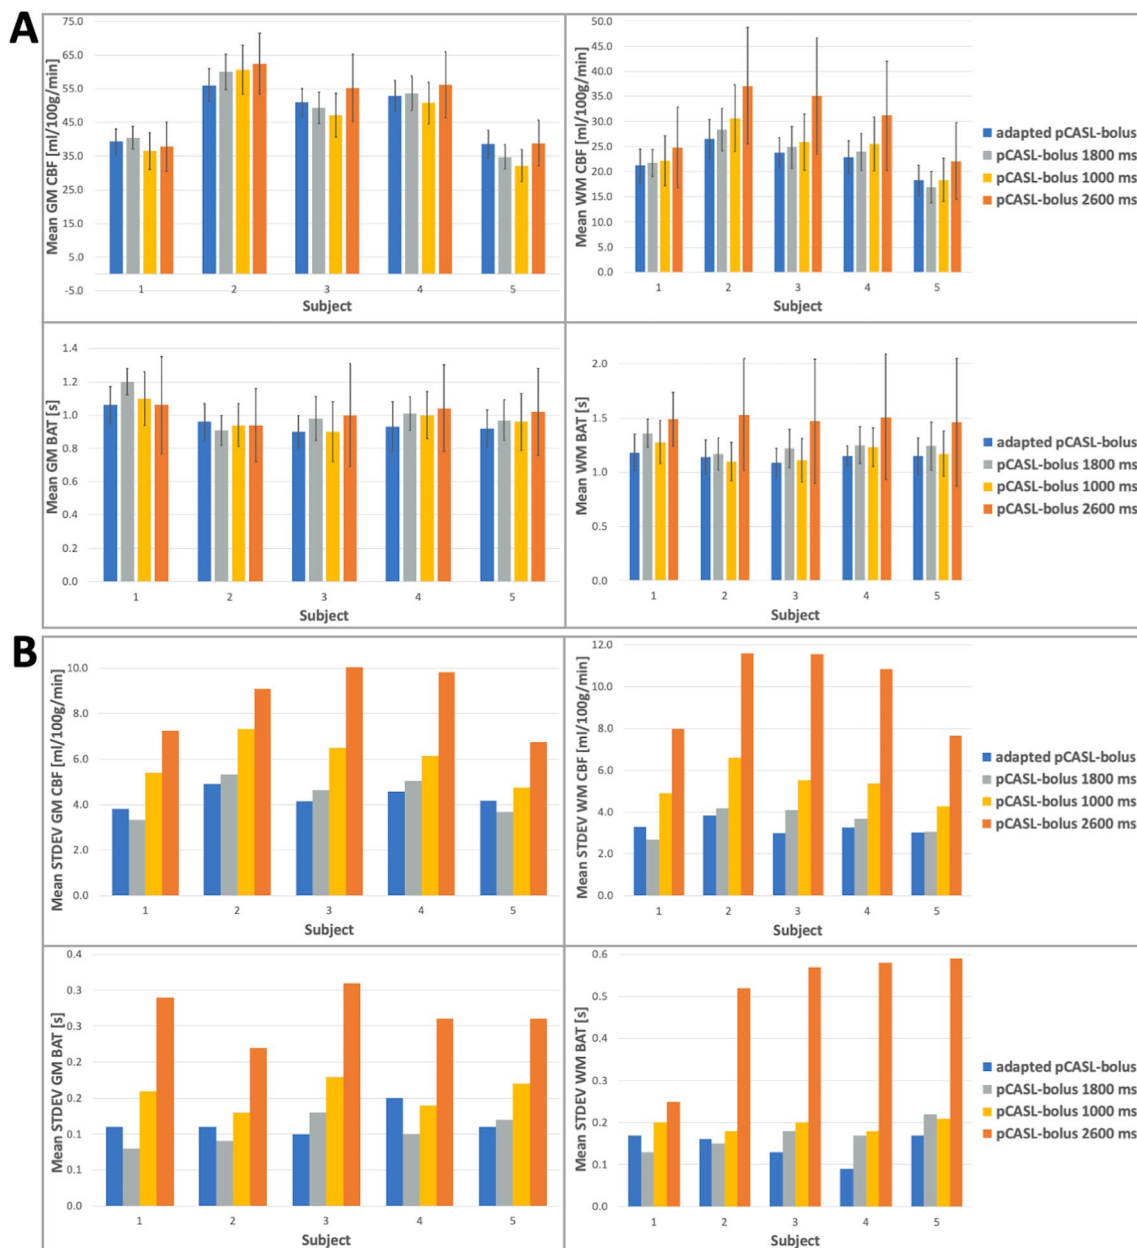 A
Mean GM CBF [ml/100g/min]
75.0
65.0
55.0
45.0
35.0
25.0
15.0
5.0
-5.0
1 2 3 4 5
Subject
Mean WM CBF [ml/100g/min]
50.0
45.0
40.0
35.0
30.0
25.0
20.0
15.0
10.0
5.0
0.0
1 2 3 4 5
Subject
adapted pCASL-bolus
pCASL-bolus 1800 ms
pCASL-bolus 1000 ms
pCASL-bolus 2600 ms
Mean GM BAT [s]
1.4
1.2
1.0
0.8
0.6
0.4
0.2
0.0
1 2 3 4 5
Subject
Mean WM BAT [s]
2.0
1.5
1.0
0.5
0.0
1 2 3 4 5
Subject
adapted pCASL-bolus
pCASL-bolus 1800 ms
pCASL-bolus 1000 ms
pCASL-bolus 2600 ms
B
Mean STDEV GM CBF [ml/100g/min]
10.0
8.0
6.0
4.0
2.0
0.0
1 2 3 4 5
Subject
Mean STDEV WM CBF [ml/100g/min]
12.0
10.0
8.0
6.0
4.0
2.0
0.0
1 2 3 4 5
Subject
adapted pCASL-bolus
pCASL-bolus 1800 ms
pCASL-bolus 1000 ms
pCASL-bolus 2600 ms
Mean STDEV GM BAT [s]
0.4
0.3
0.3
0.2
0.2
0.1
0.1
0.0
1 2 3 4 5
Subject
Mean STDEV WM BAT [s]
0.6
0.5
0.4
0.3
0.2
0.1
0.0
1 2 3 4 5
Subject
adapted pCASL-bolus
pCASL-bolus 1800 ms
pCASL-bolus 1000 ms
pCASL-bolus 2600 ms